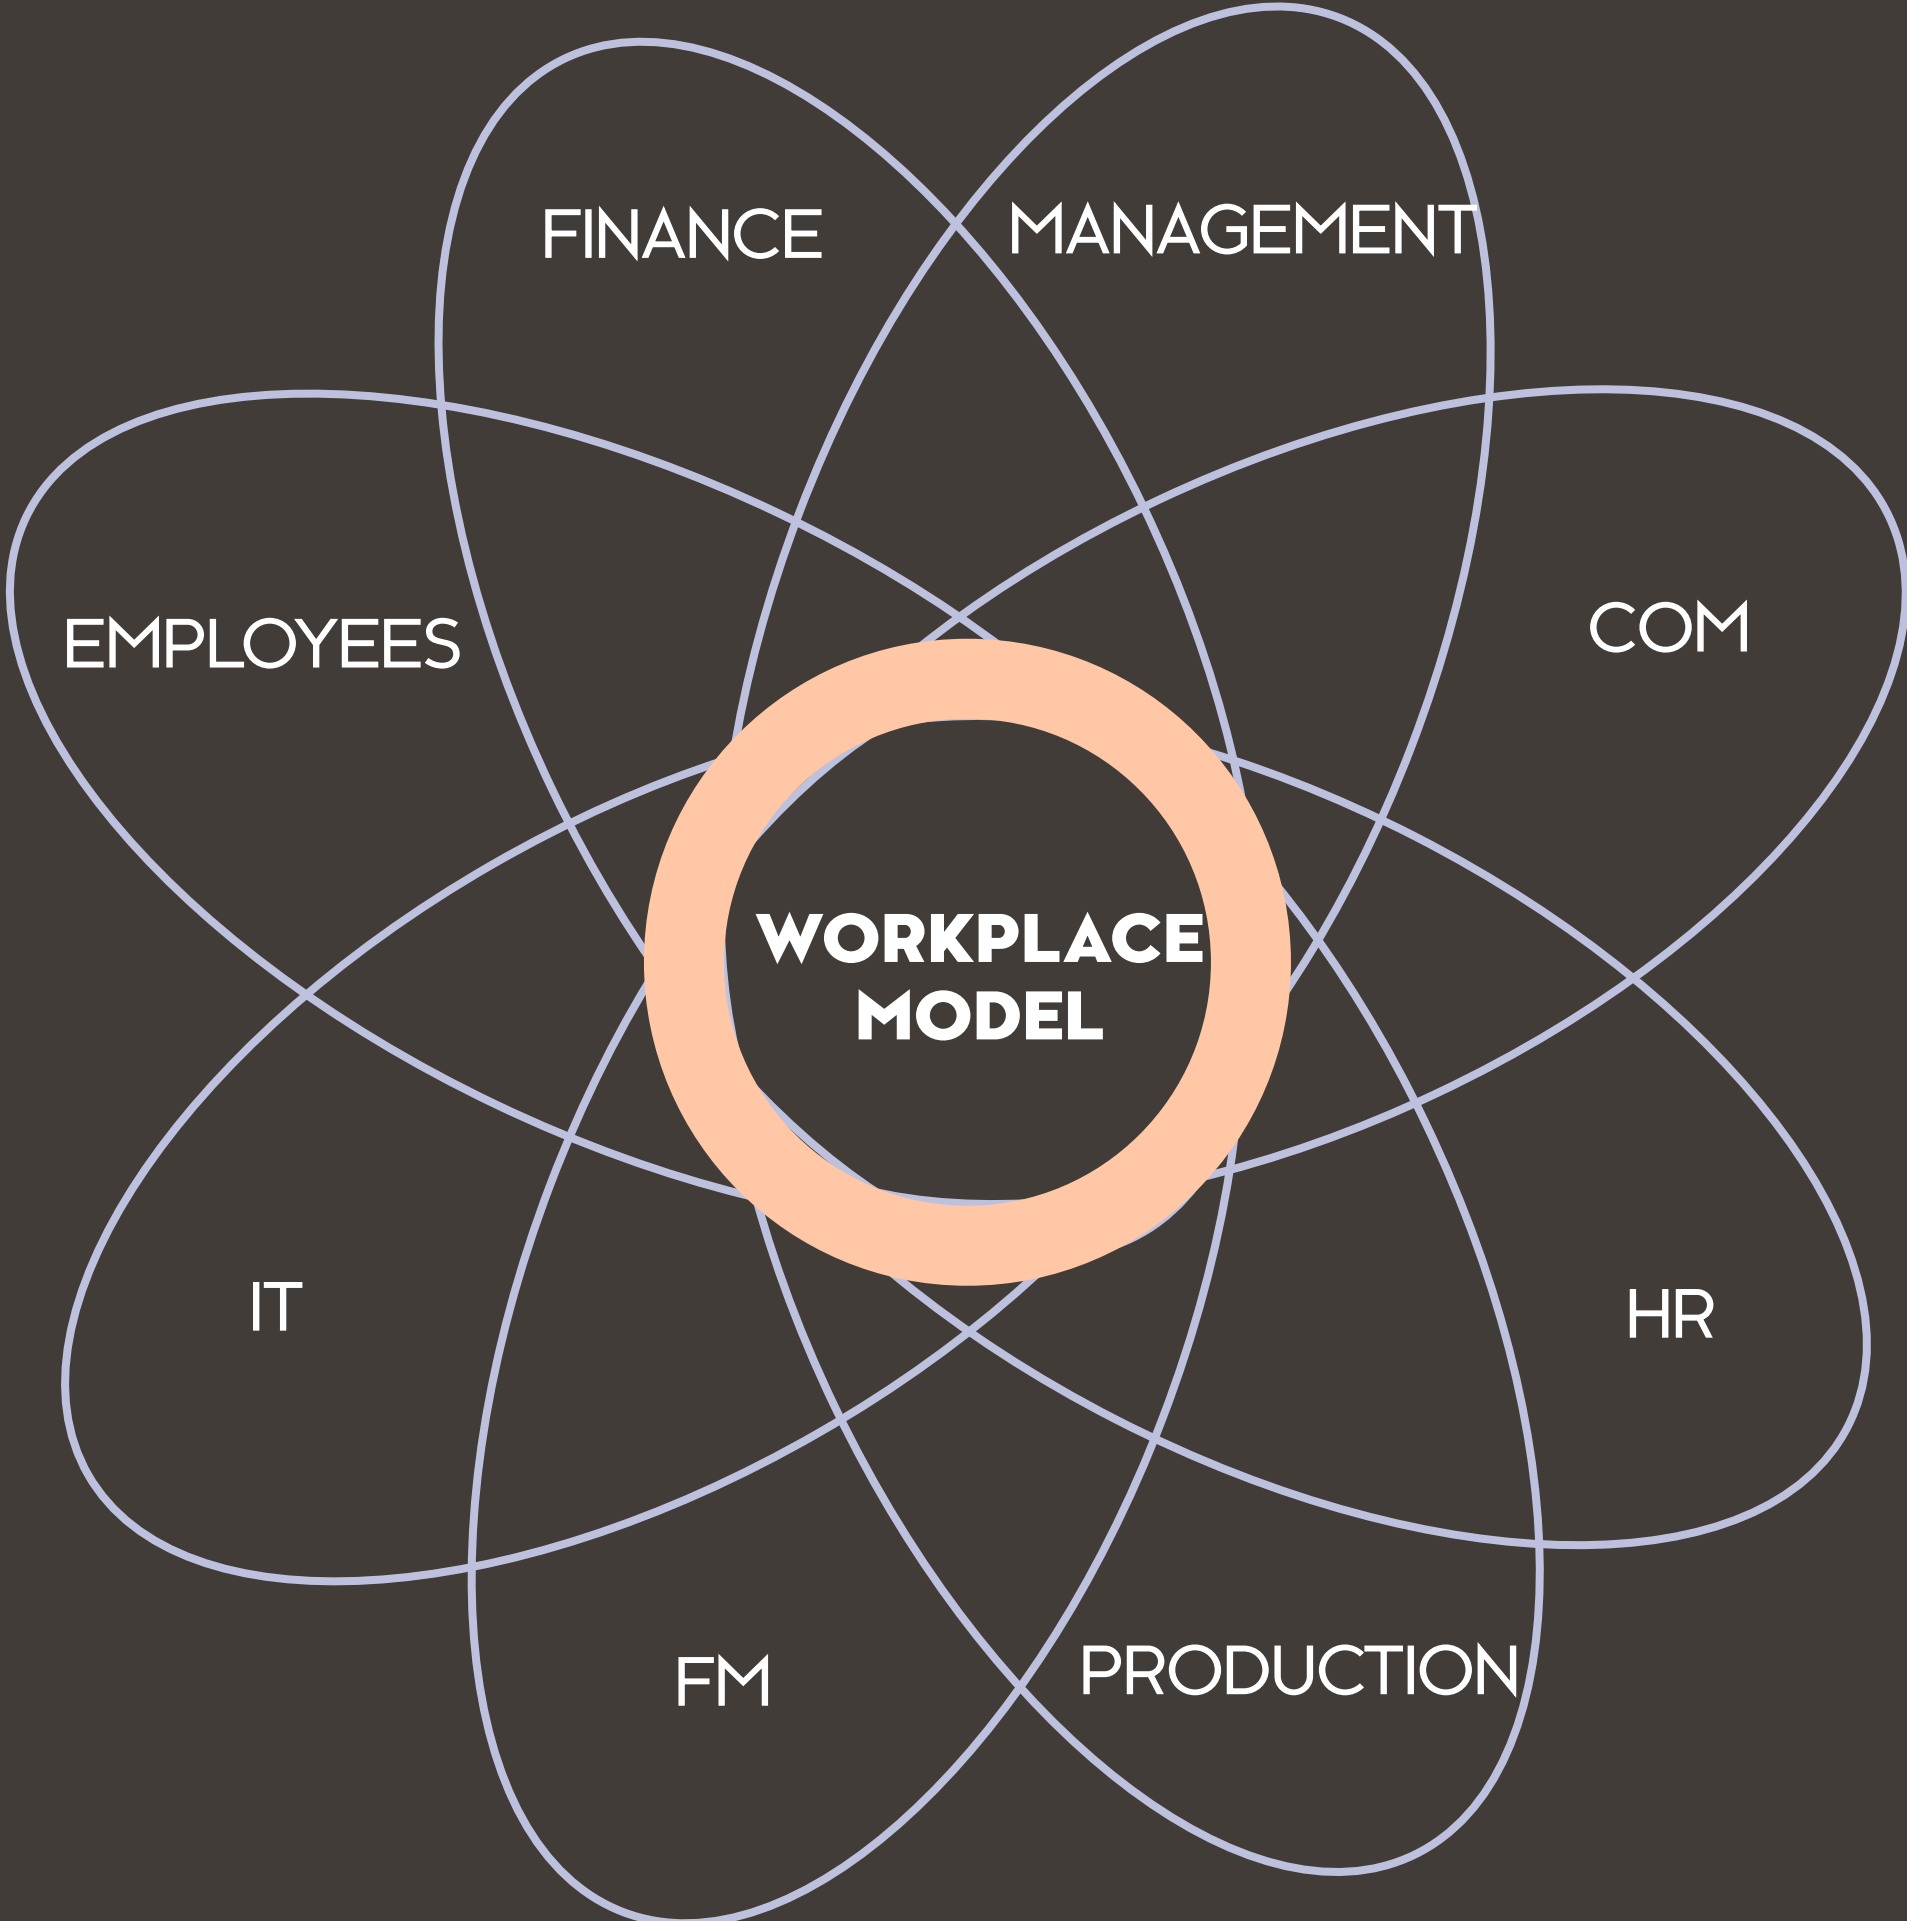 FINANCE
MANAGEMENT
EMPLOYEES
COM
WORKPLACE
MODEL
IT
HR
FM
PRODUCTION